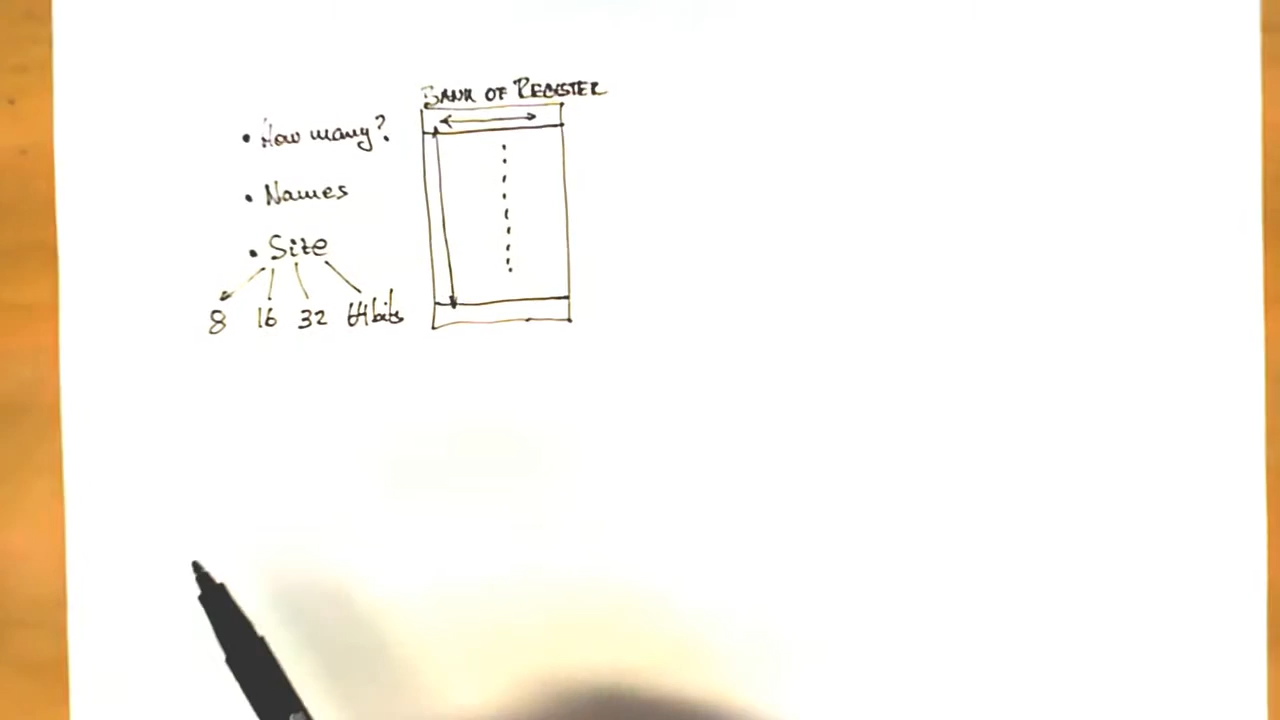 BANK OF REGISTER
• How many?
• Names
• Size
8 16 32 64bits